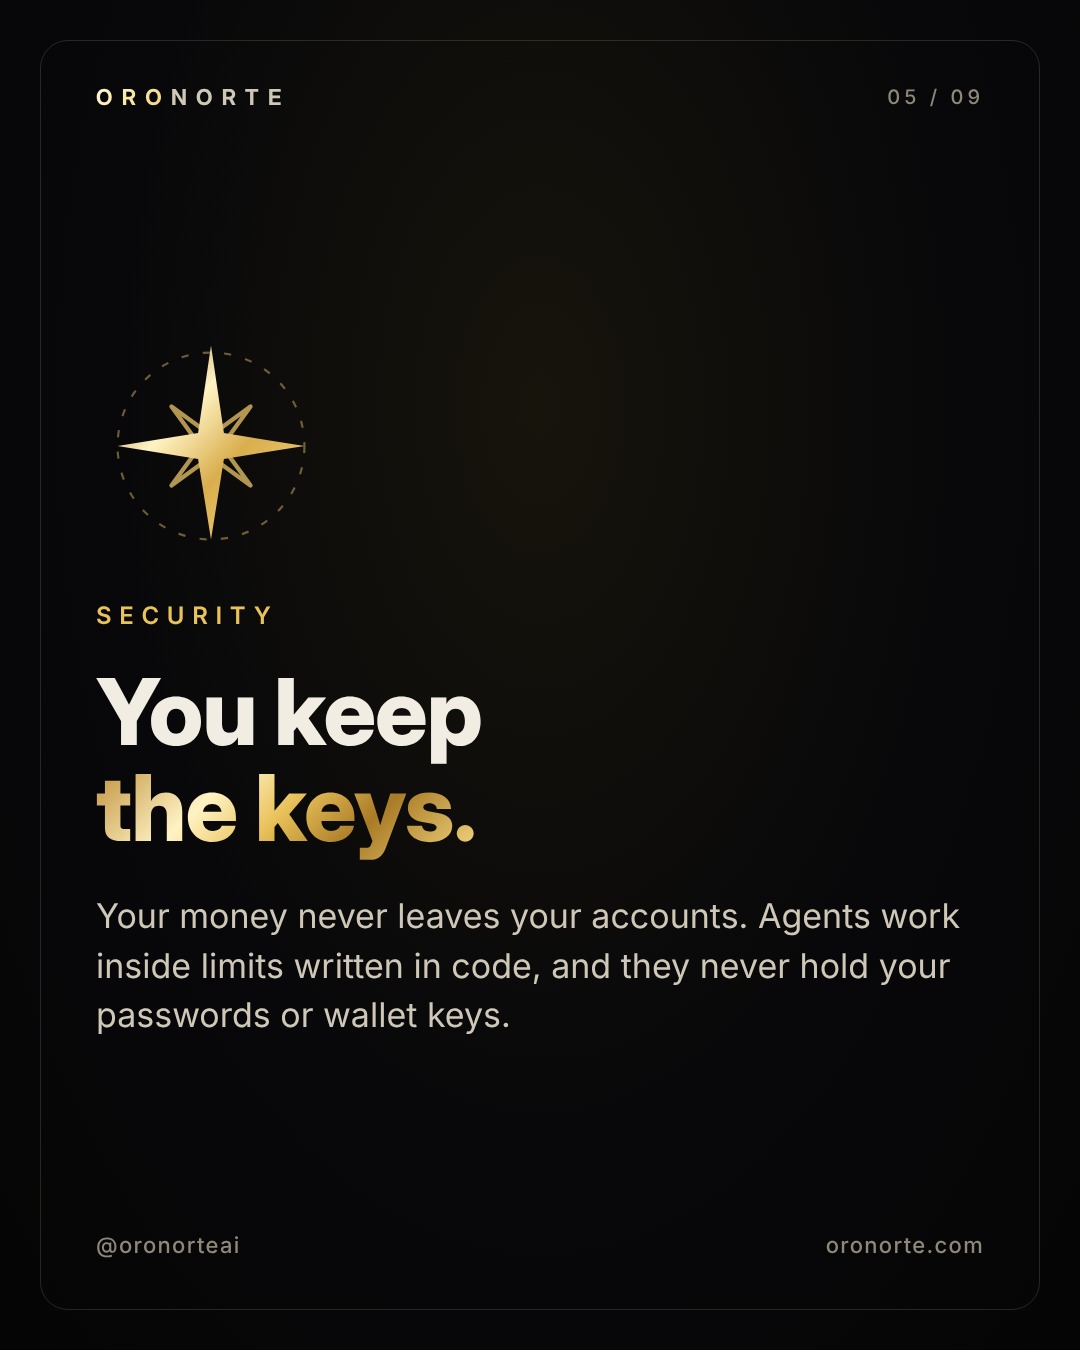 ORONORTE
05 / 09
SECURITY
You keep
the keys.
Your money never leaves your accounts. Agents work
inside limits written in code, and they never hold your
passwords or wallet keys.
@oronorteai
oronorte.com